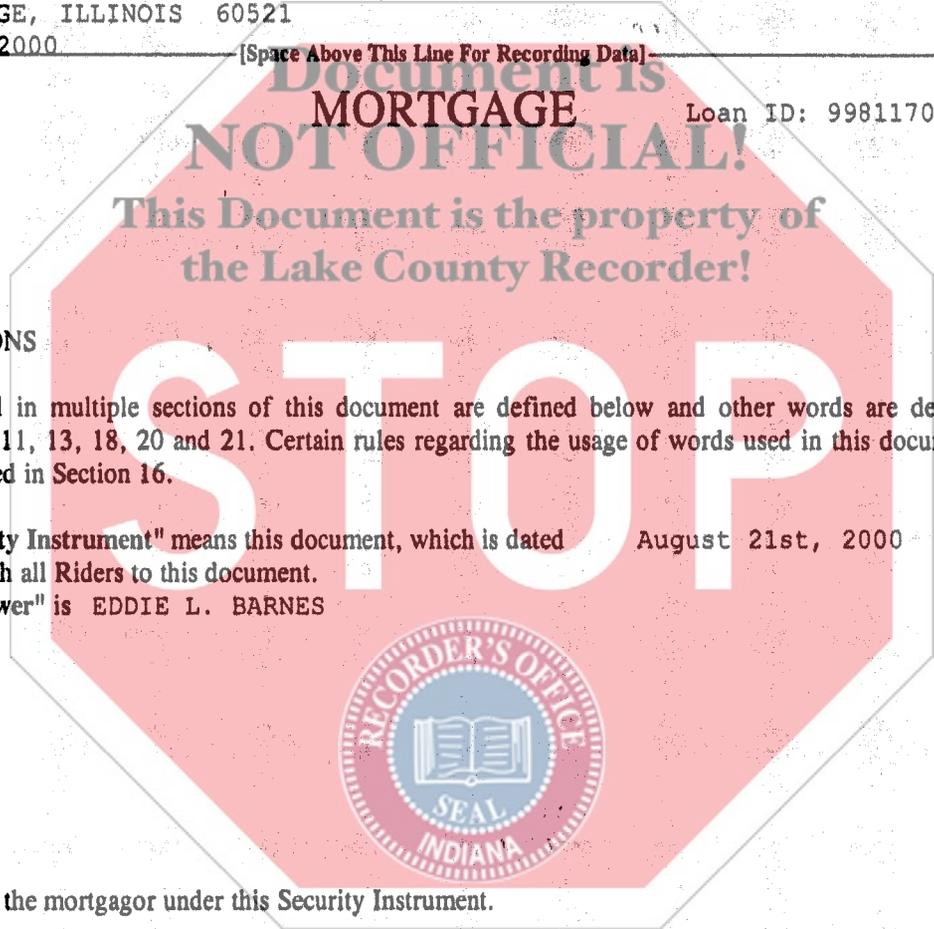 GE, ILLINOIS 60521
2000
[Space Above This Line For Recording Data]
Document is
MORTGAGE Loan ID: 9981170
NOT OFFICIAL!
This Document is the property of
the Lake County Recorder!
ONS
STOP
in multiple sections of this document are defined below and other words are de
11, 13, 18, 20 and 21. Certain rules regarding the usage of words used in this docu
ed in Section 16.
ty Instrument" means this document, which is dated August 21st, 2000
h all Riders to this document.
wer" is EDDIE L. BARNES
RECORDER'S OFFICE
SEAL
INDIANA
the mortgagor under this Security Instrument.